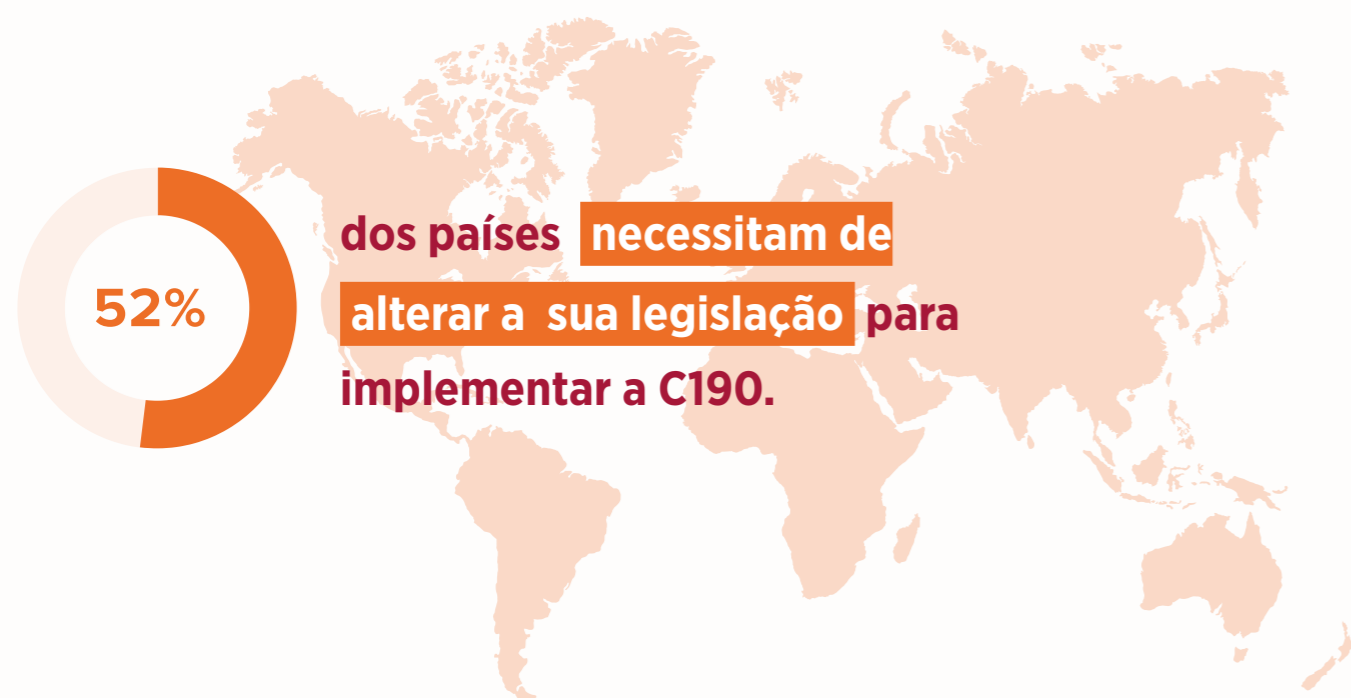 52%
dos países necessitam de
alterar a sua legislação para
implementar a C190.